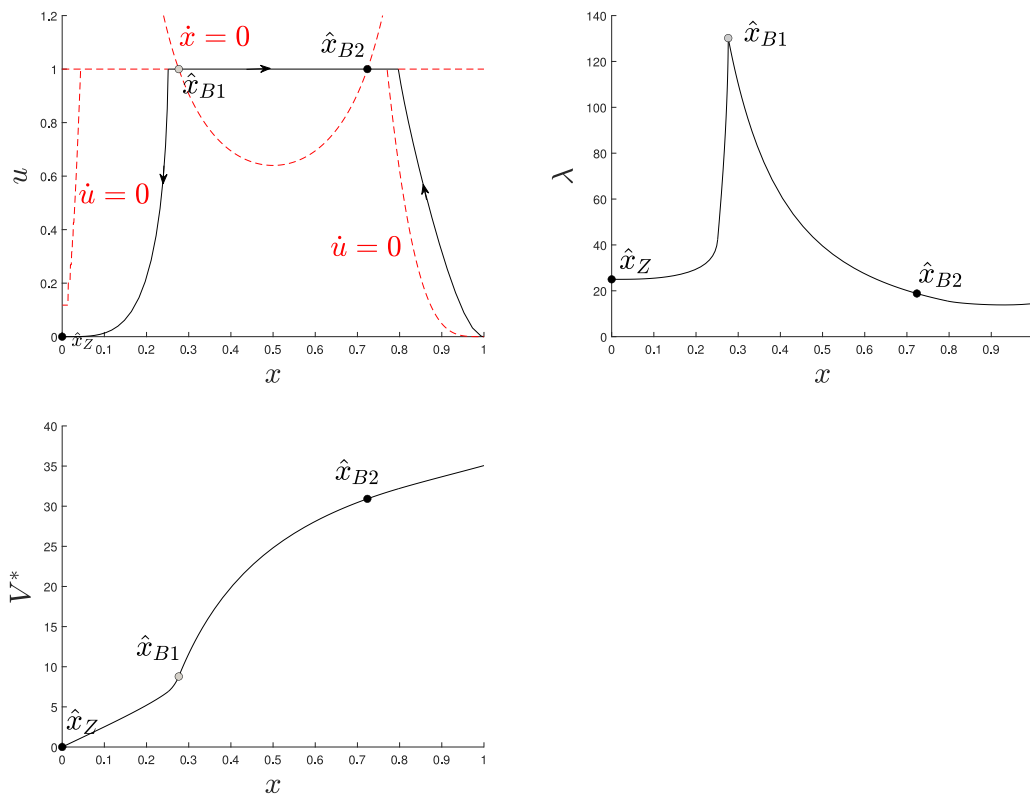 1.2
1
0.8
0.6
0.4
0.2
0
u
ẋ = 0
x̂_{B2}
x̂_{B1}
u̇ = 0
u̇ = 0
x̂_Z
0 0.1 0.2 0.3 0.4 0.5 0.6 0.7 0.8 0.9 1
x
140
120
100
80
60
40
20
0
λ
x̂_{B1}
x̂_Z
x̂_{B2}
0 0.1 0.2 0.3 0.4 0.5 0.6 0.7 0.8 0.9
x
40
35
30
25
20
15
10
5
0
V*
x̂_{B2}
x̂_{B1}
x̂_Z
0 0.1 0.2 0.3 0.4 0.5 0.6 0.7 0.8 0.9 1
x